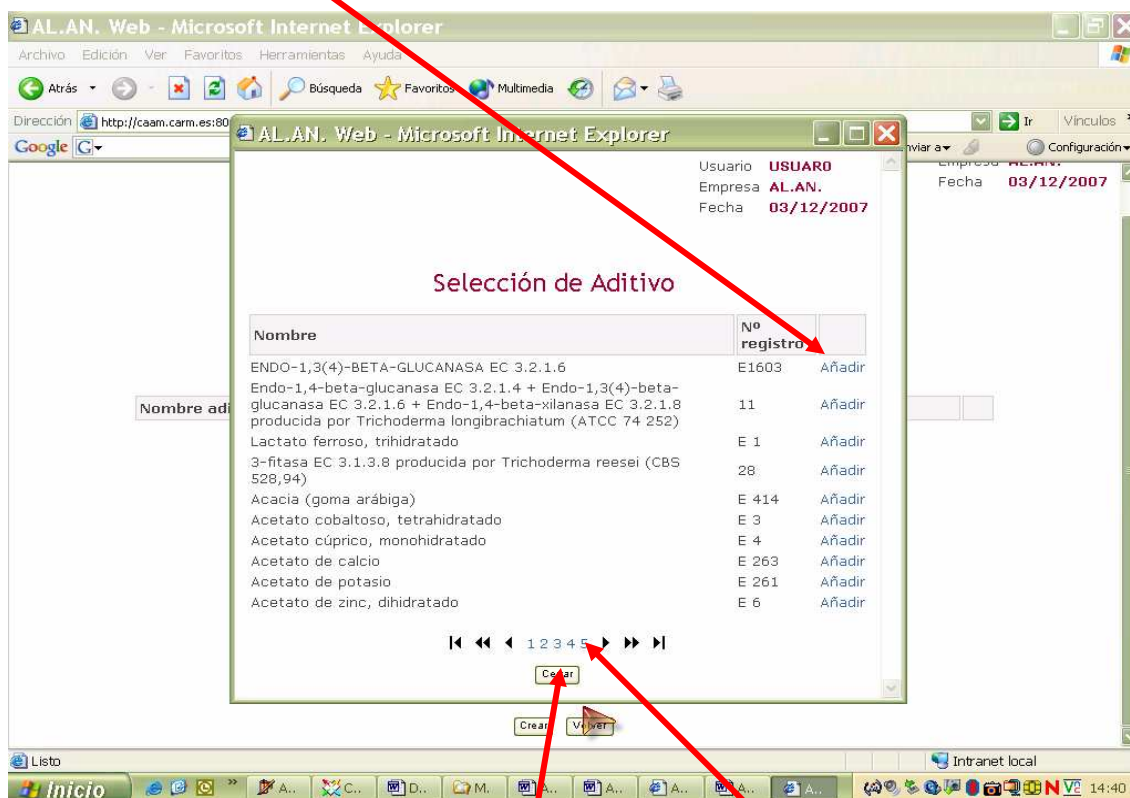 AL.AN. Web - Microsoft Internet Explorer
Archivo Edición Ver Favoritos Herramientas Ayuda
Atrás Búsqueda Favoritos Multimedia
Dirección http://caam.carm.es:80 Ir Vínculos
Google G Configuración
AL.AN. Web - Microsoft Internet Explorer
Fecha 03/12/2007
Usuario USUAR0
Empresa AL.AN.
Fecha 03/12/2007
Selección de Aditivo
Nombre Nº registro
ENDO-1,3(4)-BETA-GLUCANASA EC 3.2.1.6 E1603 Añadir
Endo-1,4-beta-glucanasa EC 3.2.1.4 + Endo-1,3(4)-beta-
glucanasa EC 3.2.1.6 + Endo-1,4-beta-xilanasa EC 3.2.1.8 11 Añadir
producida por Trichoderma longibrachiatum (ATCC 74 252)
Lactato ferroso, trihidratado E 1 Añadir
3-fitasa EC 3.1.3.8 producida por Trichoderma reesei (CBS
528,94) 28 Añadir
Acacia (goma arábiga) E 414 Añadir
Acetato cobaltoso, tetrahidratado E 3 Añadir
Acetato cúprico, monohidratado E 4 Añadir
Acetato de calcio E 263 Añadir
Acetato de potasio E 261 Añadir
Acetato de zinc, dihidratado E 6 Añadir
1 2 3 4 5
Cerrar
Nombre adi
Crear Volver
Listo Intranet local
Inicio A.. C.. D.. M. A.. A.. A.. A.. A.. 14:40